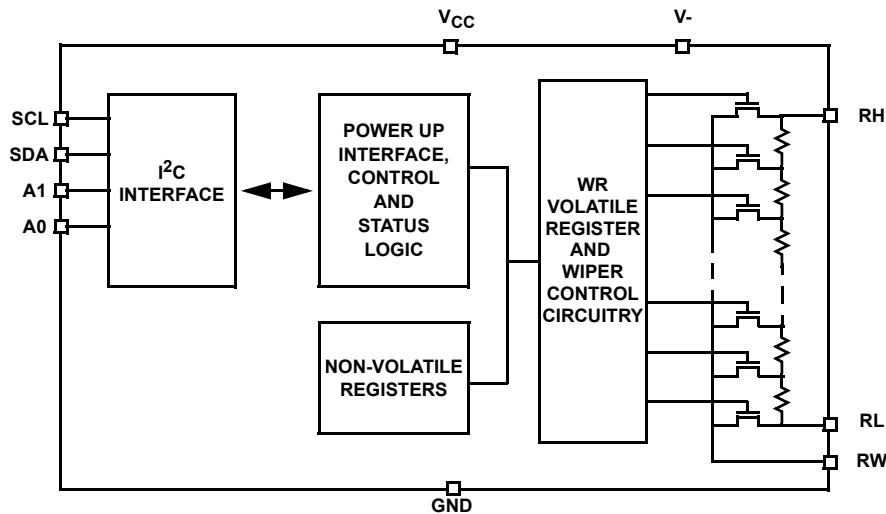 VCC
V-
SCL
SDA
A1
A0
I2C
INTERFACE
POWER UP
INTERFACE,
CONTROL
AND
STATUS
LOGIC
NON-VOLATILE
REGISTERS
WR
VOLATILE
REGISTER
AND
WIPER
CONTROL
CIRCUITRY
RH
RL
RW
GND